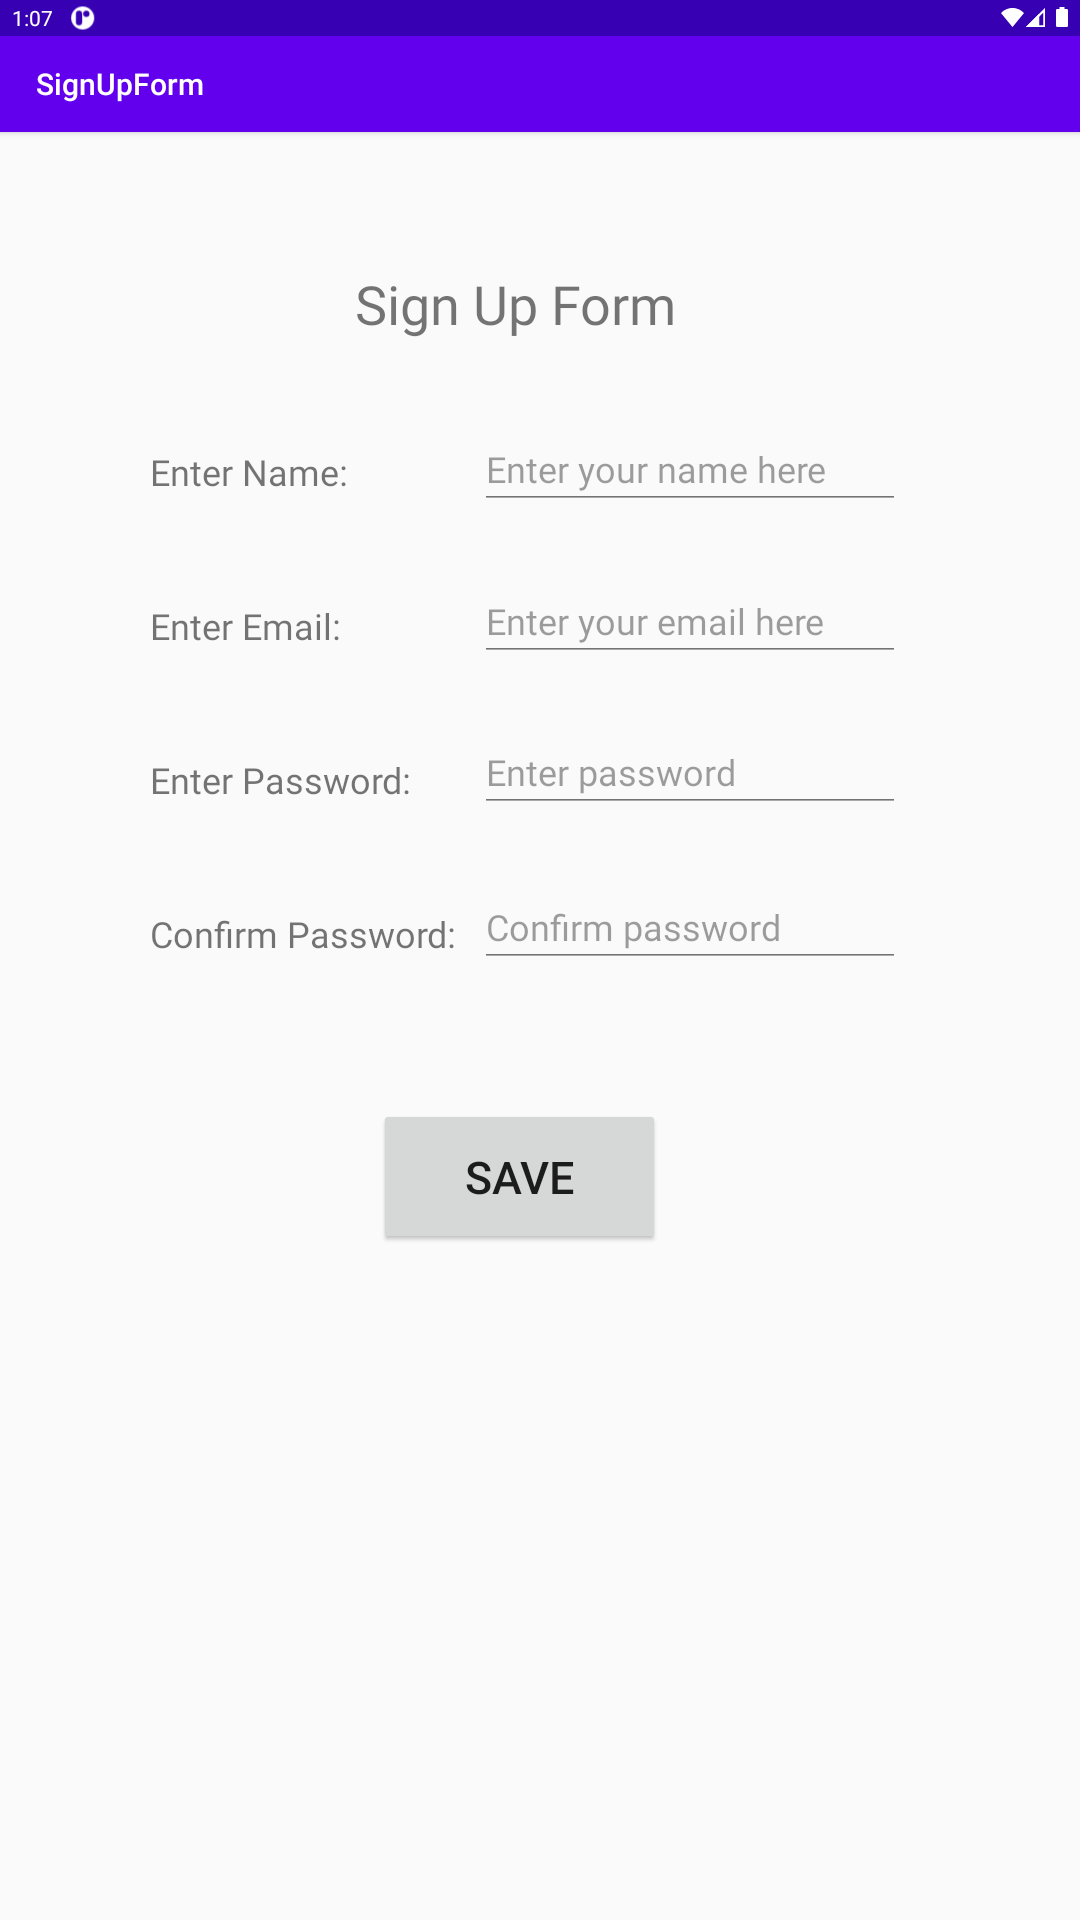 1:07
SignUpForm
Sign Up Form
Enter Name: Enter your name here
Enter Email: Enter your email here
Enter Password: Enter password
Confirm Password: Confirm password
SAVE